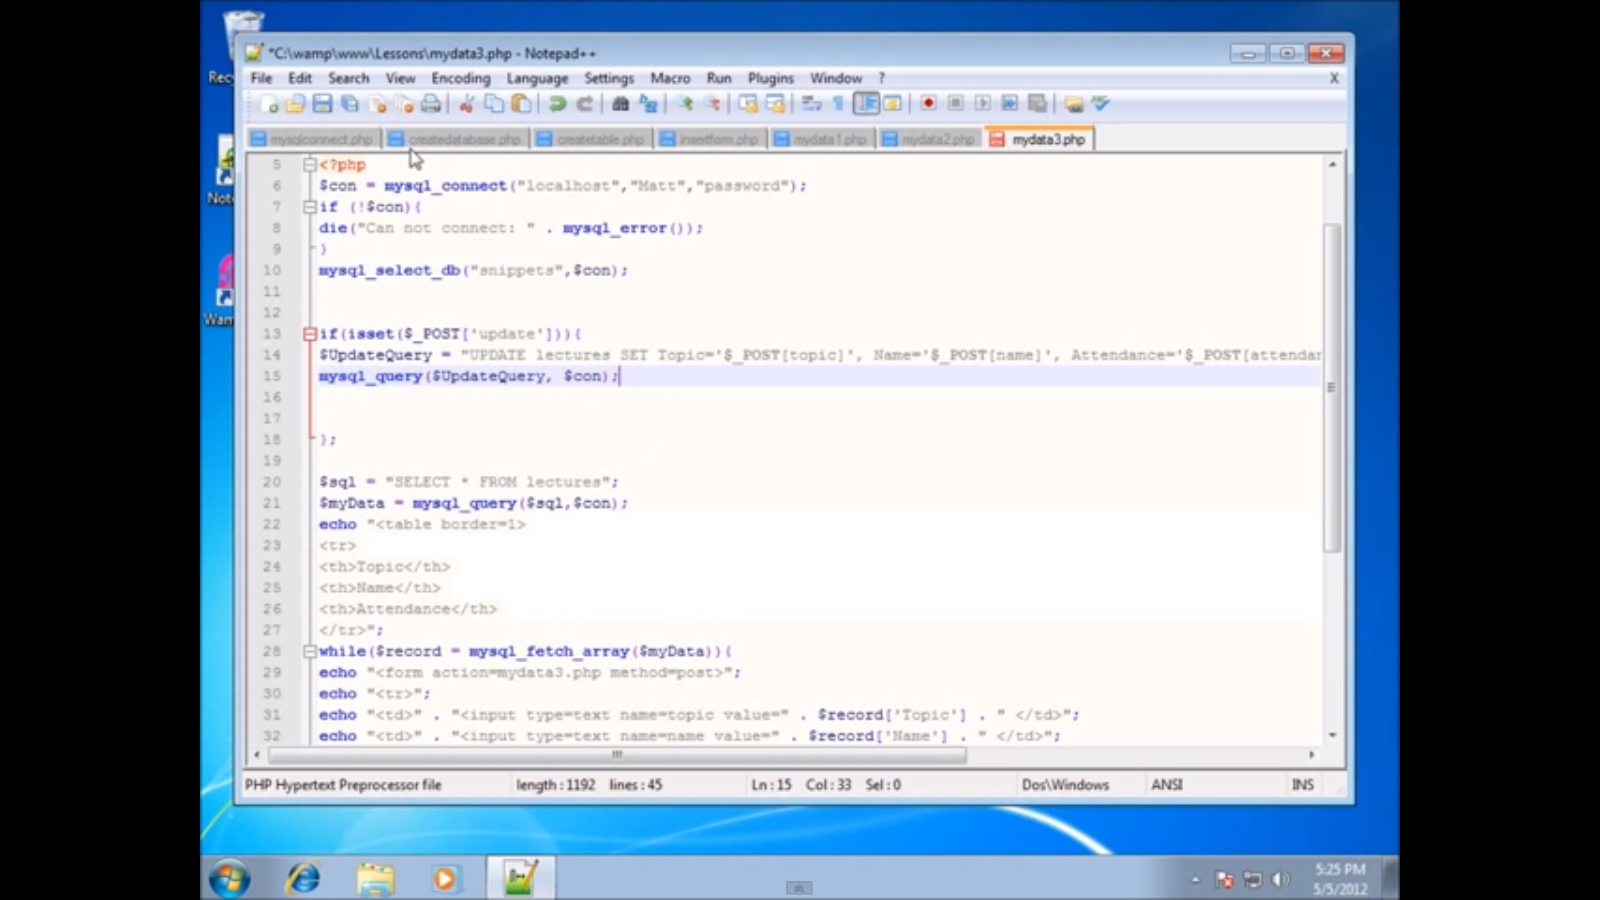 Rec
*C:\wamp\www\Lessons\mydata3.php - Notepad++
File Edit Search View Encoding Language Settings Macro Run Plugins Window ? X
mysqlconnect.php createdatabase.php createtable.php insertform.php mydata1.php mydata2.php mydata3.php
5 <?php
6 $con = mysql_connect("localhost","Matt","password");
7 if (!$con){
8 die("Can not connect: " . mysql_error());
9 }
10 mysql_select_db("snippets",$con);
11
12
13 if(isset($_POST['update'])){
14 $UpdateQuery = "UPDATE lectures SET Topic='$_POST[topic]', Name='$_POST[name]', Attendance='$_POST[attendan
15 mysql_query($UpdateQuery, $con);
16
17
18 };
19
20 $sql = "SELECT * FROM lectures";
21 $myData = mysql_query($sql,$con);
22 echo "<table border=1>
23 <tr>
24 <th>Topic</th>
25 <th>Name</th>
26 <th>Attendance</th>
27 </tr>";
28 while($record = mysql_fetch_array($myData)){
29 echo "<form action=mydata3.php method=post>";
30 echo "<tr>";
31 echo "<td>" . "<input type=text name=topic value=" . $record['Topic'] . " </td>";
32 echo "<td>" . "<input type=text name=name value=" . $record['Name'] . " </td>";
Note
Wam
PHP Hypertext Preprocessor file length : 1192 lines : 45 Ln : 15 Col : 33 Sel : 0 Dos\Windows ANSI INS
5:25 PM
5/5/2012